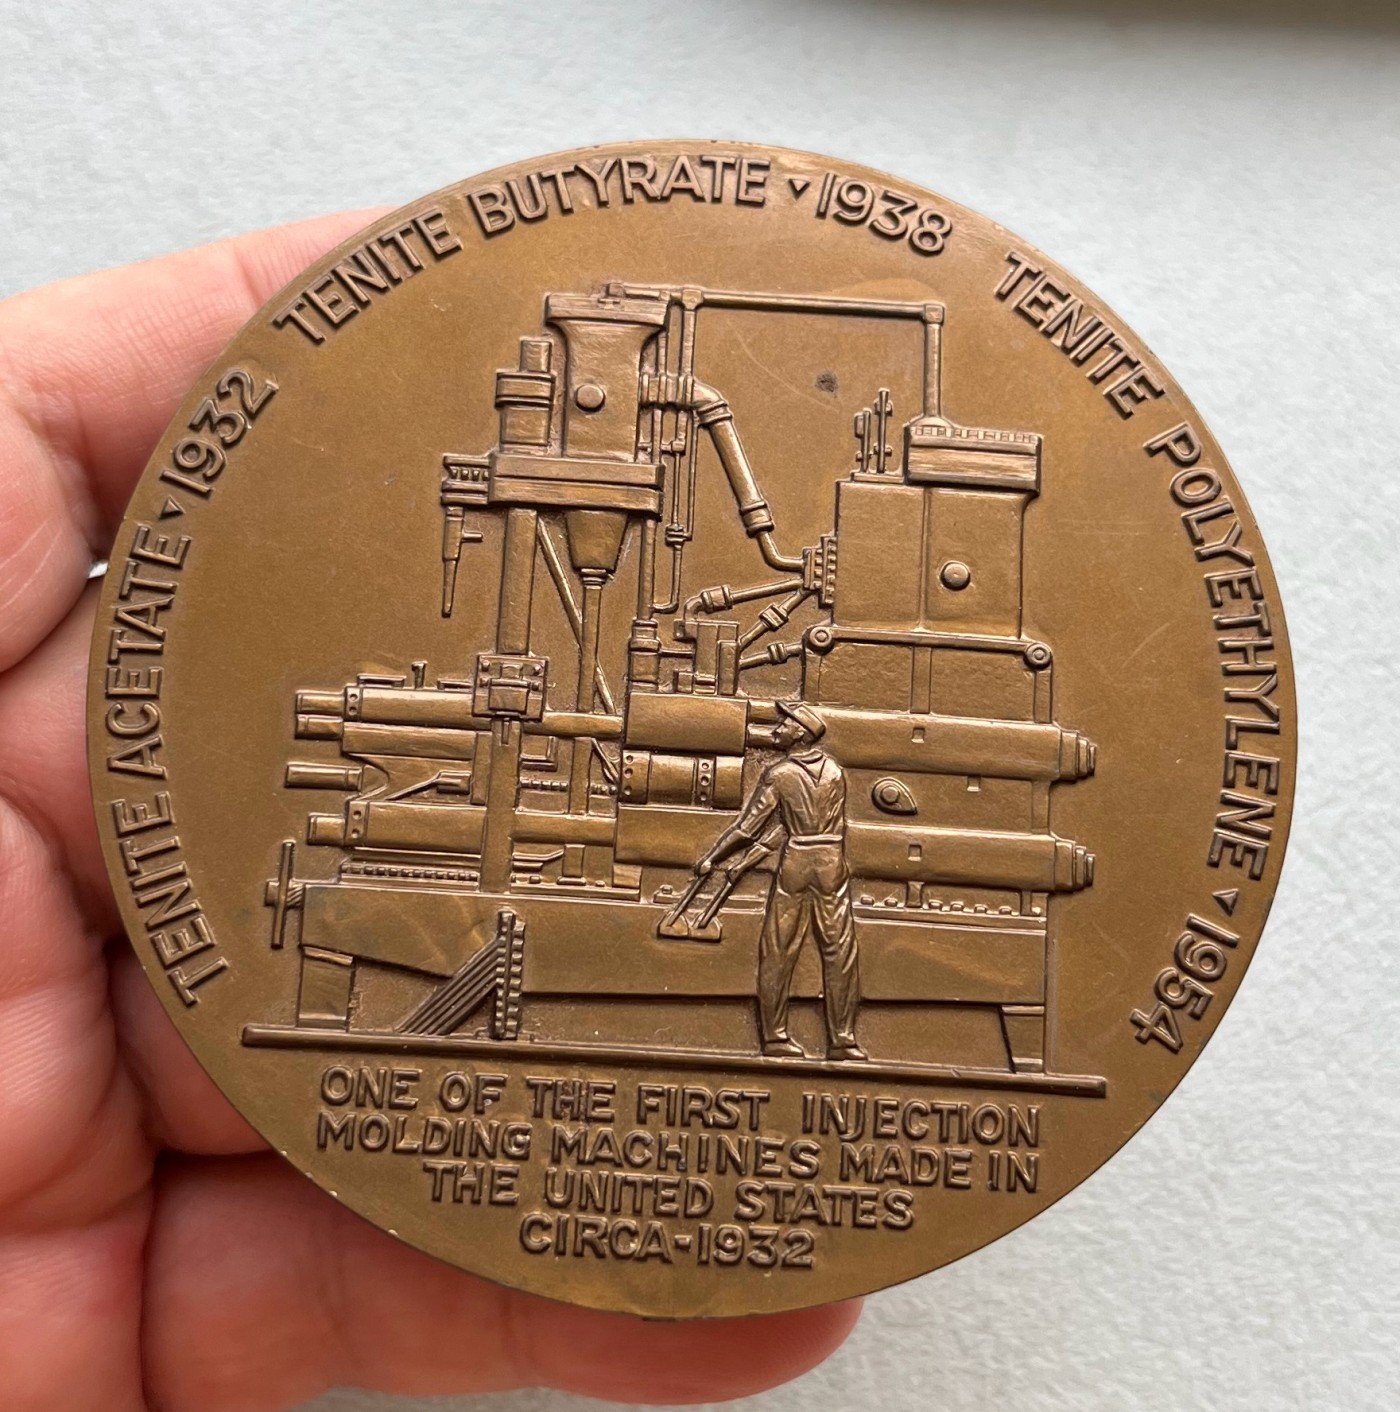 TENITE ACETATE ▾ 1932
TENITE BUTYRATE ▾ 1938
TENITE POLYETHYLENE ▾ 1954
ONE OF THE FIRST INJECTION
MOLDING MACHINES MADE IN
THE UNITED STATES
CIRCA-1932